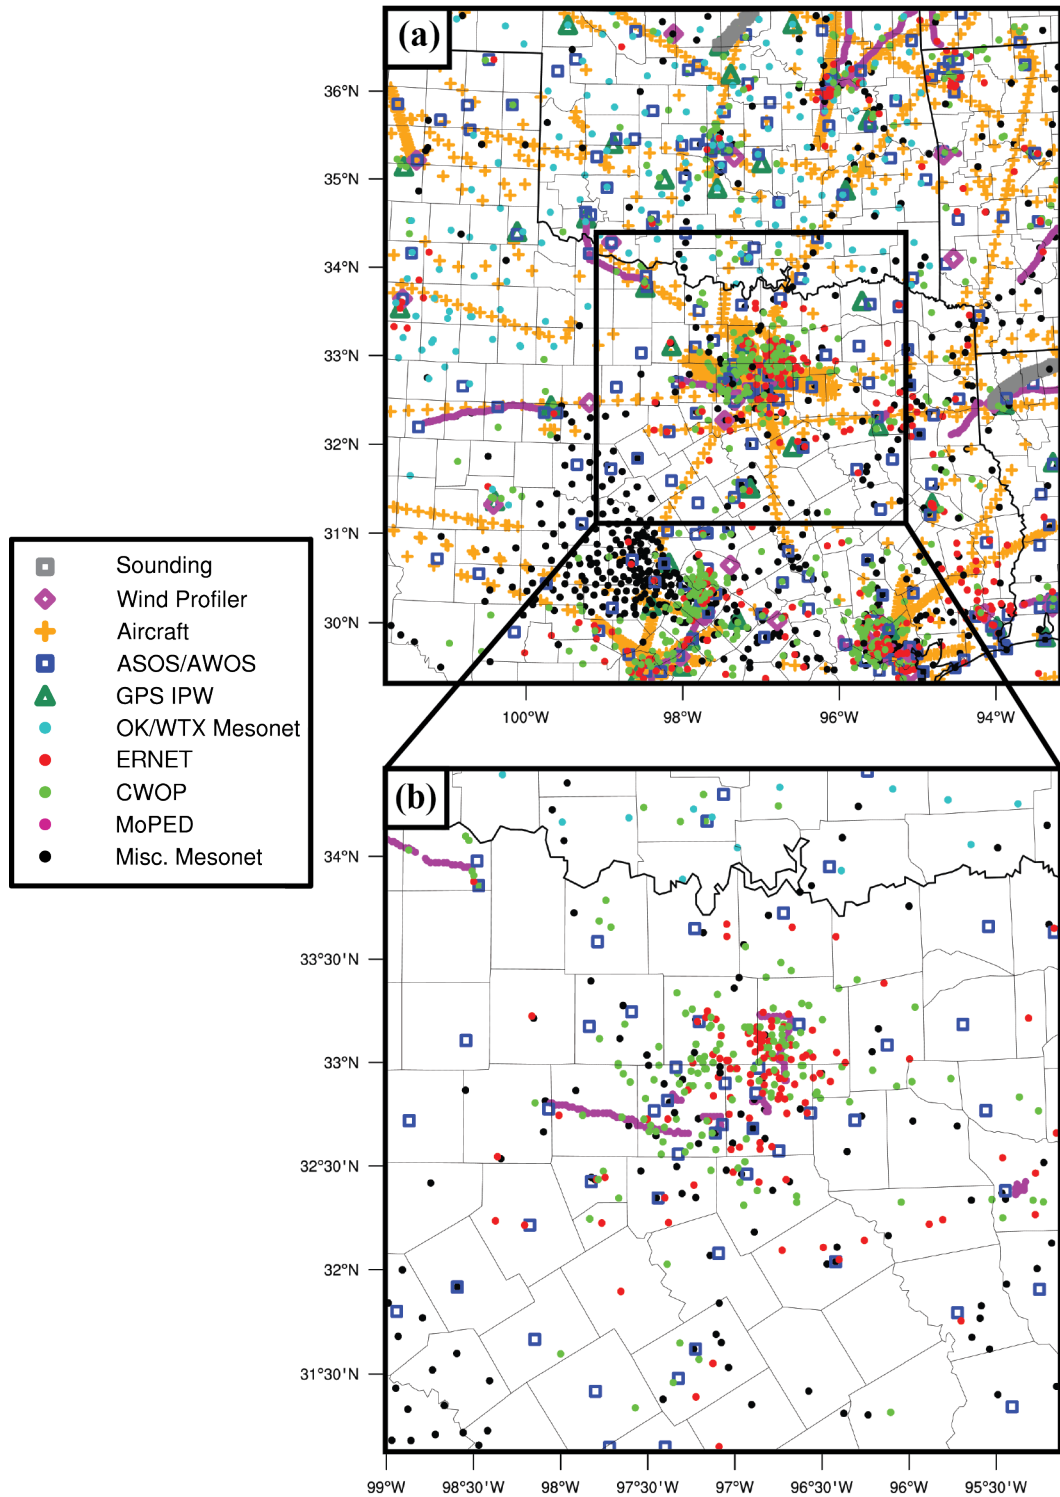 (a)
36°N
35°N
34°N
33°N
32°N
31°N
30°N
100°W 98°W 96°W 94°W
Sounding
Wind Profiler
Aircraft
ASOS/AWOS
GPS IPW
OK/WTX Mesonet
ERNET
CWOP
MoPED
Misc. Mesonet
(b)
34°N
33°30'N
33°N
32°30'N
32°N
31°30'N
99°W 98°30'W 98°W 97°30'W 97°W 96°30'W 96°W 95°30'W